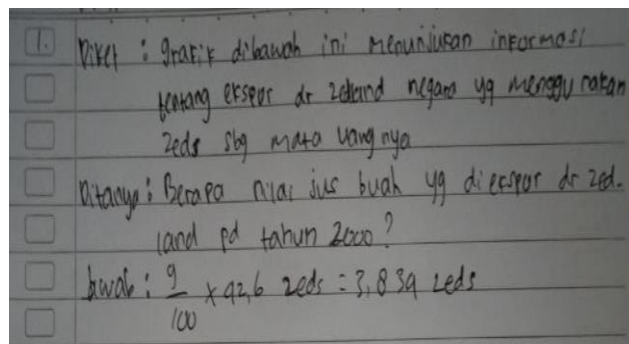 1. Diket : grafik dibawah ini menunjukan informasi
tentang ekspor dr zedland negara yg menggunakan
zeds sbg mata uangnya
Ditanya : Berapa nilai jus buah yg di ekspor dr zed.
land pd tahun 2000?
Jawab : 9/100 x 42,6 zeds = 3,834 zeds